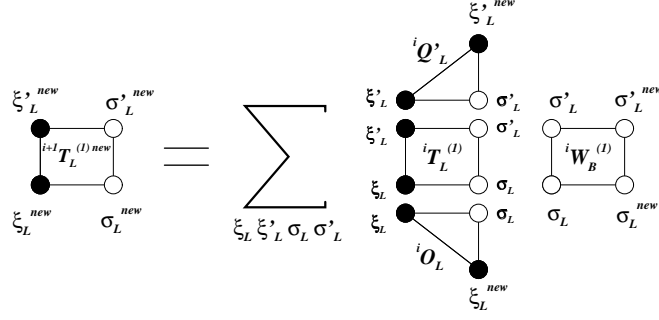 ξ'_L^{new}
^iQ'_L
ξ'_L^{new} σ'_L^{new} ξ'_L σ'_L σ'_L σ'_L^{new}
ξ'_L σ'_L
^{i+1}T_L^{(1) new} = ∑ ^iT_L^{(1)} ^iW_B^{(1)}
ξ_L σ_L
ξ_L^{new} σ_L^{new} ξ_L ξ'_L σ_L σ'_L ξ_L σ_L σ_L σ_L^{new}
^iO_L
ξ_L^{new}